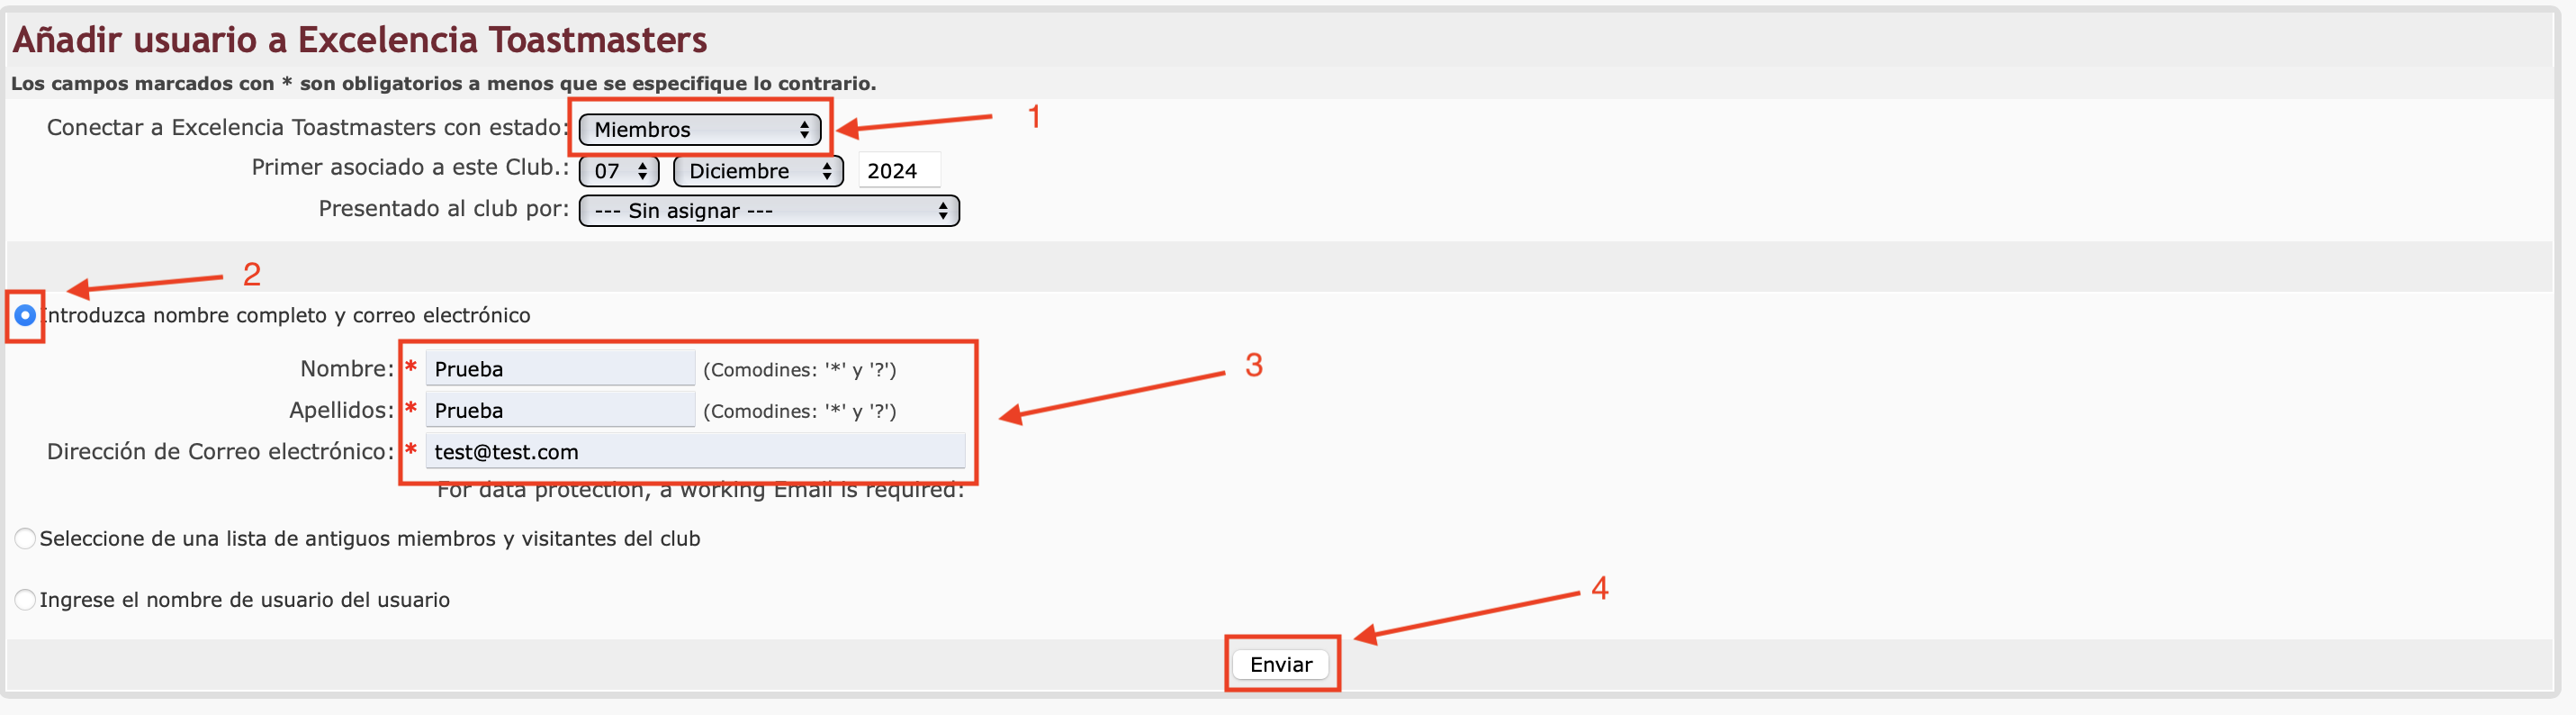 Añadir usuario a Excelencia Toastmasters
Los campos marcados con * son obligatorios a menos que se especifique lo contrario.
Conectar a Excelencia Toastmasters con estado: Miembros 1
Primer asociado a este Club.: 07 Diciembre 2024
Presentado al club por: --- Sin asignar ---
2
Introduzca nombre completo y correo electrónico
Nombre: * Prueba (Comodines: '*' y '?') 3
Apellidos: * Prueba (Comodines: '*' y '?')
Dirección de Correo electrónico: * test@test.com
For data protection, a working Email is required:
Seleccione de una lista de antiguos miembros y visitantes del club
Ingrese el nombre de usuario del usuario
4
Enviar